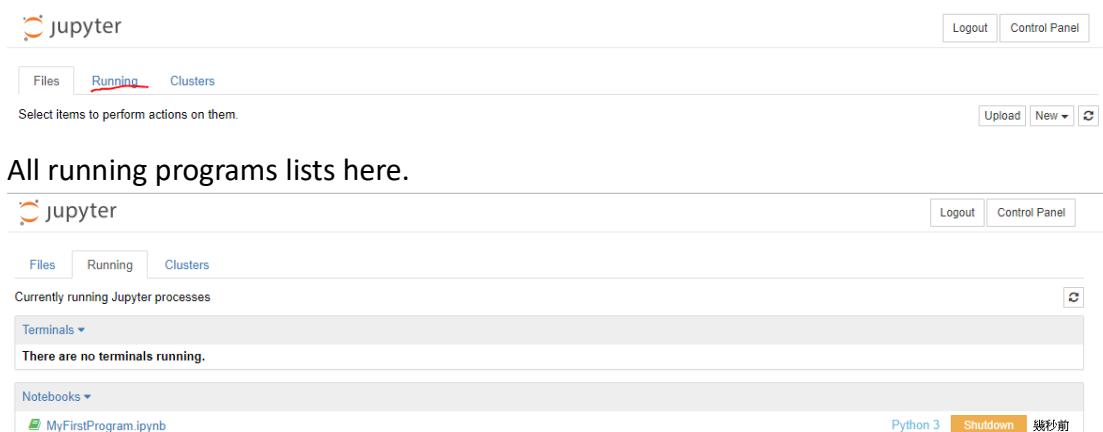 jupyter Logout Control Panel
Files Running Clusters
Select items to perform actions on them. Upload New
All running programs lists here.
jupyter Logout Control Panel
Files Running Clusters
Currently running Jupyter processes
Terminals
There are no terminals running.
Notebooks
MyFirstProgram.ipynb Python 3 Shutdown 幾秒前